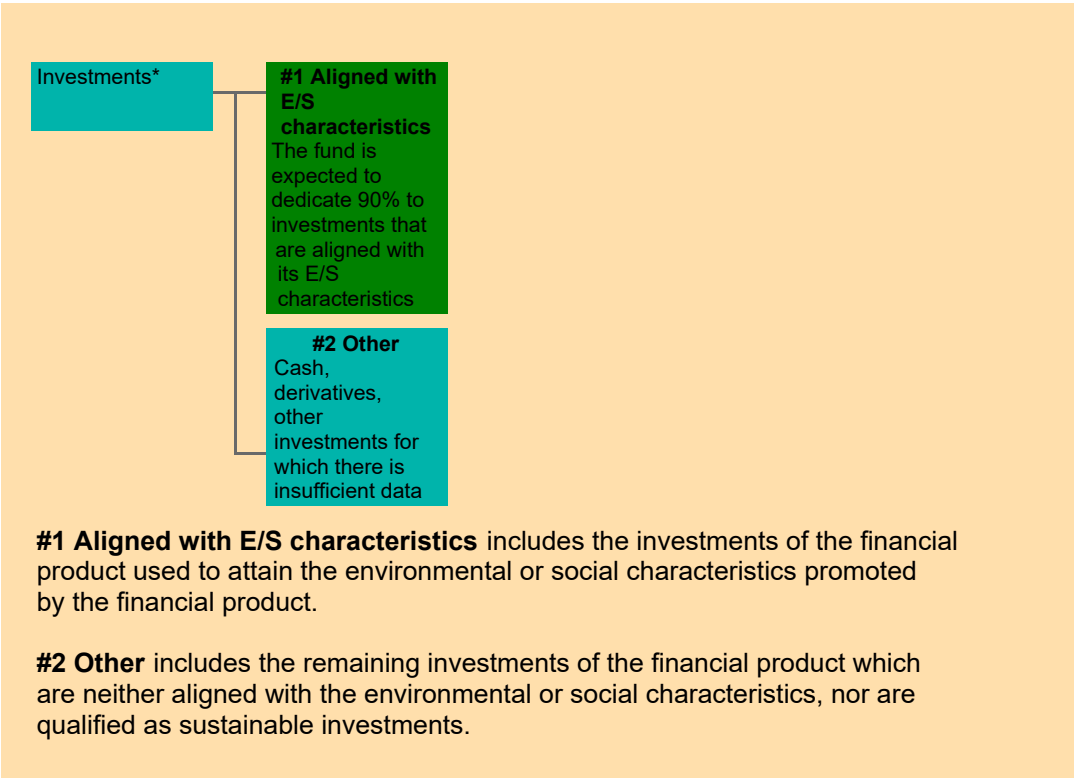 Investments*
#1 Aligned with
E/S
characteristics
The fund is
expected to
dedicate 90% to
investments that
are aligned with
its E/S
characteristics
#2 Other
Cash,
derivatives,
other
investments for
which there is
insufficient data
#1 Aligned with E/S characteristics includes the investments of the financial
product used to attain the environmental or social characteristics promoted
by the financial product.
#2 Other includes the remaining investments of the financial product which
are neither aligned with the environmental or social characteristics, nor are
qualified as sustainable investments.